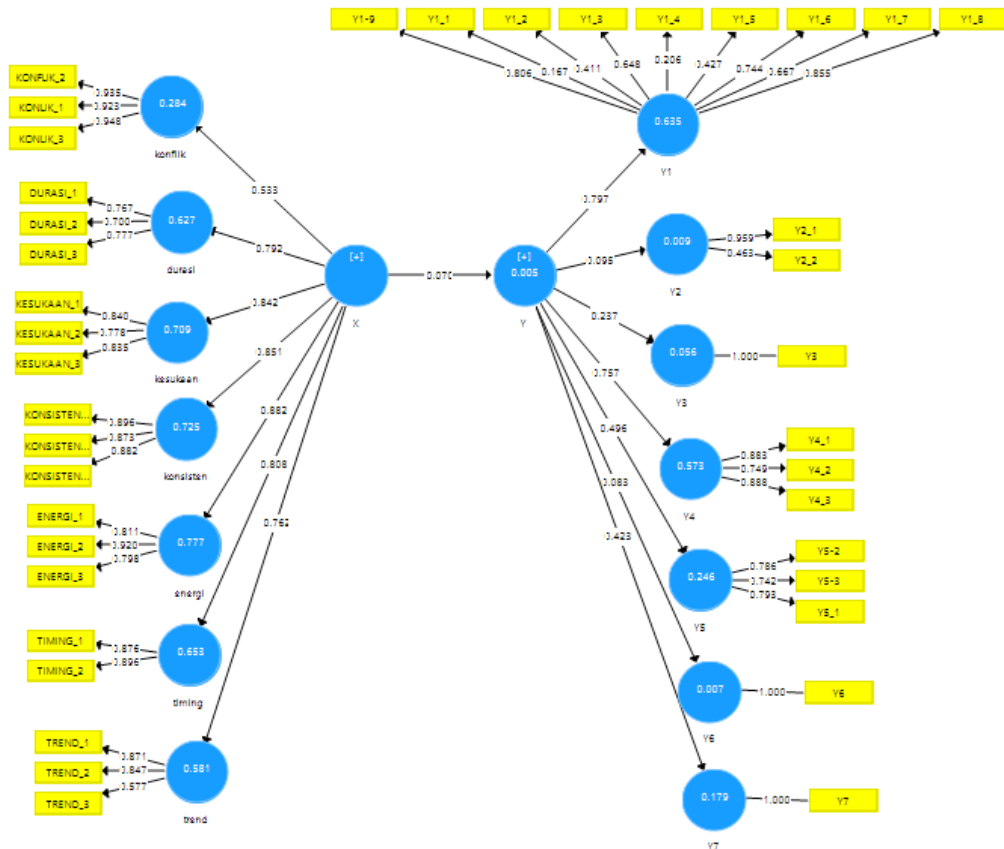 Y1-9 Y1_1 Y1_2 Y1_3 Y1_4 Y1_5 Y1_6 Y1_7 Y1_8
0.806 0.167 0.411 0.648 0.206 0.427 0.744 0.667 0.855
0.635
Y1
KONFLIK_2
KONLIK_1
KONLIK_3
0.935
0.923
0.948
0.284
konflik
0.533
DURASI_1
DURASI_2
DURASI_3
0.767
0.700
0.777
0.627
durasi
0.792
KESUKAAN_1
KESUKAAN_2
KESUKAAN_3
0.840
0.778
0.835
0.709
kesukaan
0.842
KONSISTEN...
KONSISTEN...
KONSISTEN...
0.896
0.873
0.882
0.725
konsisten
0.851
ENERGI_1
ENERGI_2
ENERGI_3
0.811
0.920
0.798
0.777
energi
0.882
TIMING_1
TIMING_2
0.876
0.896
0.653
timing
0.808
TREND_1
TREND_2
TREND_3
0.871
0.847
0.577
0.581
trend
0.762
[+]
X
0.070
[+]
0.005
Y
0.797
0.095
0.009
Y2
0.959
0.463
Y2_1
Y2_2
0.237
0.056
Y3
1.000
Y3
0.757
0.573
Y4
0.883
0.749
0.888
Y4_1
Y4_2
Y4_3
0.496
0.246
Y5
0.786
0.742
0.793
Y5-2
Y5-3
Y5_1
0.083
0.007
Y6
1.000
Y6
0.423
0.179
Y7
1.000
Y7